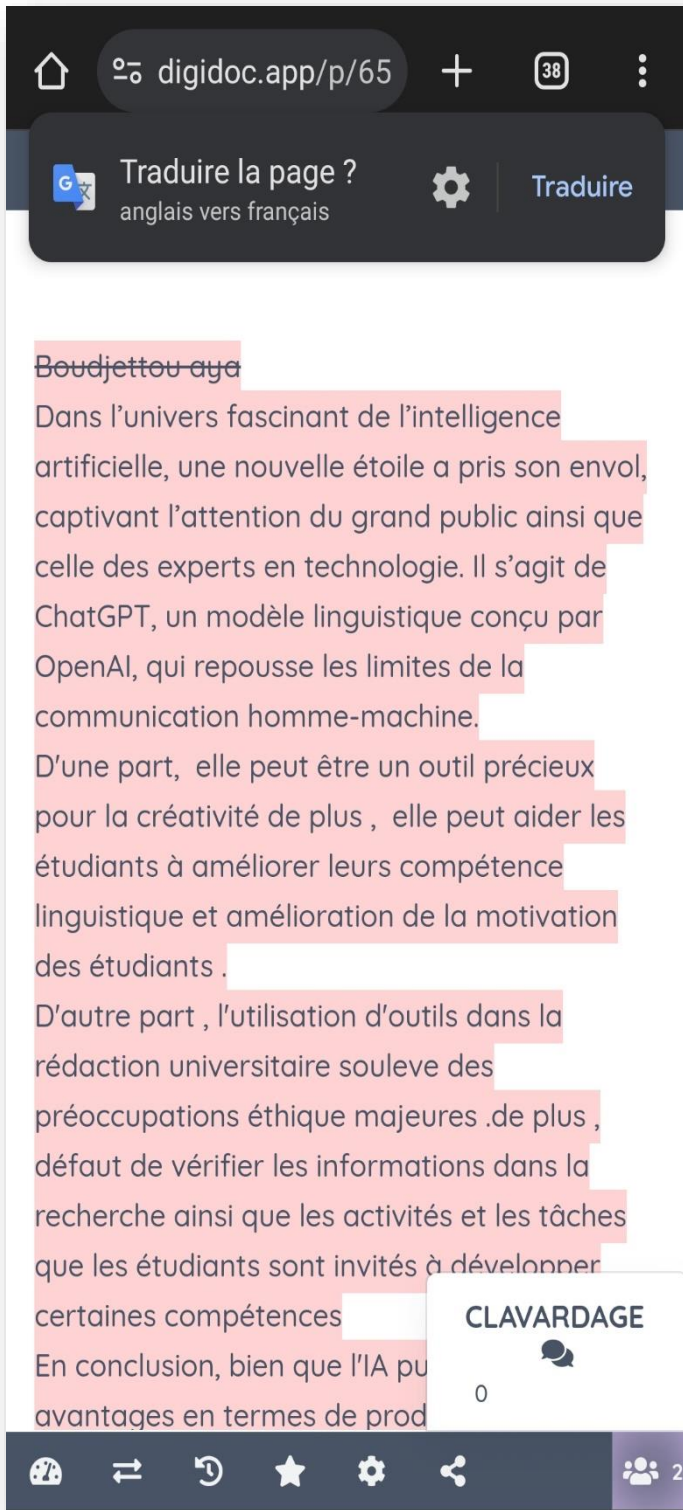 digidoc.app/p/65
38
Traduire la page ?
anglais vers français
Traduire
Boudjettou aya
Dans l’univers fascinant de l’intelligence
artificielle, une nouvelle étoile a pris son envol,
captivant l’attention du grand public ainsi que
celle des experts en technologie. Il s’agit de
ChatGPT, un modèle linguistique conçu par
OpenAI, qui repousse les limites de la
communication homme-machine.
D'une part,  elle peut être un outil précieux
pour la créativité de plus ,  elle peut aider les
étudiants à améliorer leurs compétence
linguistique et amélioration de la motivation
des étudiants .
D'autre part , l'utilisation d'outils dans la
rédaction universitaire souleve des
préoccupations éthique majeures .de plus ,
défaut de vérifier les informations dans la
recherche ainsi que les activités et les tâches
que les étudiants sont invités à développer
certaines compétences
En conclusion, bien que l'IA pu
avantages en termes de prod
CLAVARDAGE
0
2